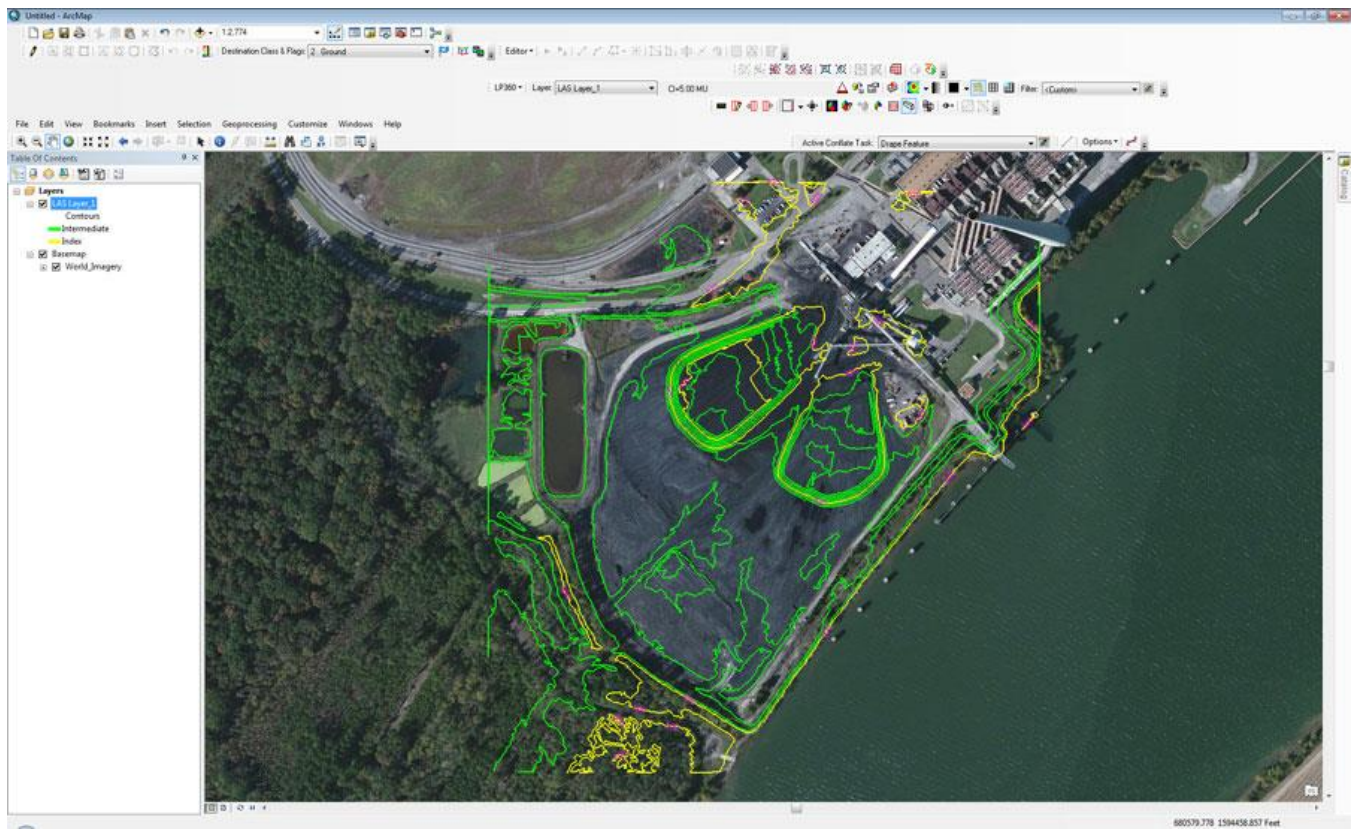 Untitled - ArcMap
1:2,774
Destination Class & Flags: 2 Ground
Editor
LP360 Layer: LAS Layer_1 CI=5.00 MU Filter: <Custom>
File Edit View Bookmarks Insert Selection Geoprocessing Customize Windows Help
Active Conflate Task: Drape Feature Options
Table Of Contents
Catalog
Layers
LAS Layer_1
Contours
Intermediate
Index
Basemap
World_Imagery
680579.778 1594458.857 Feet